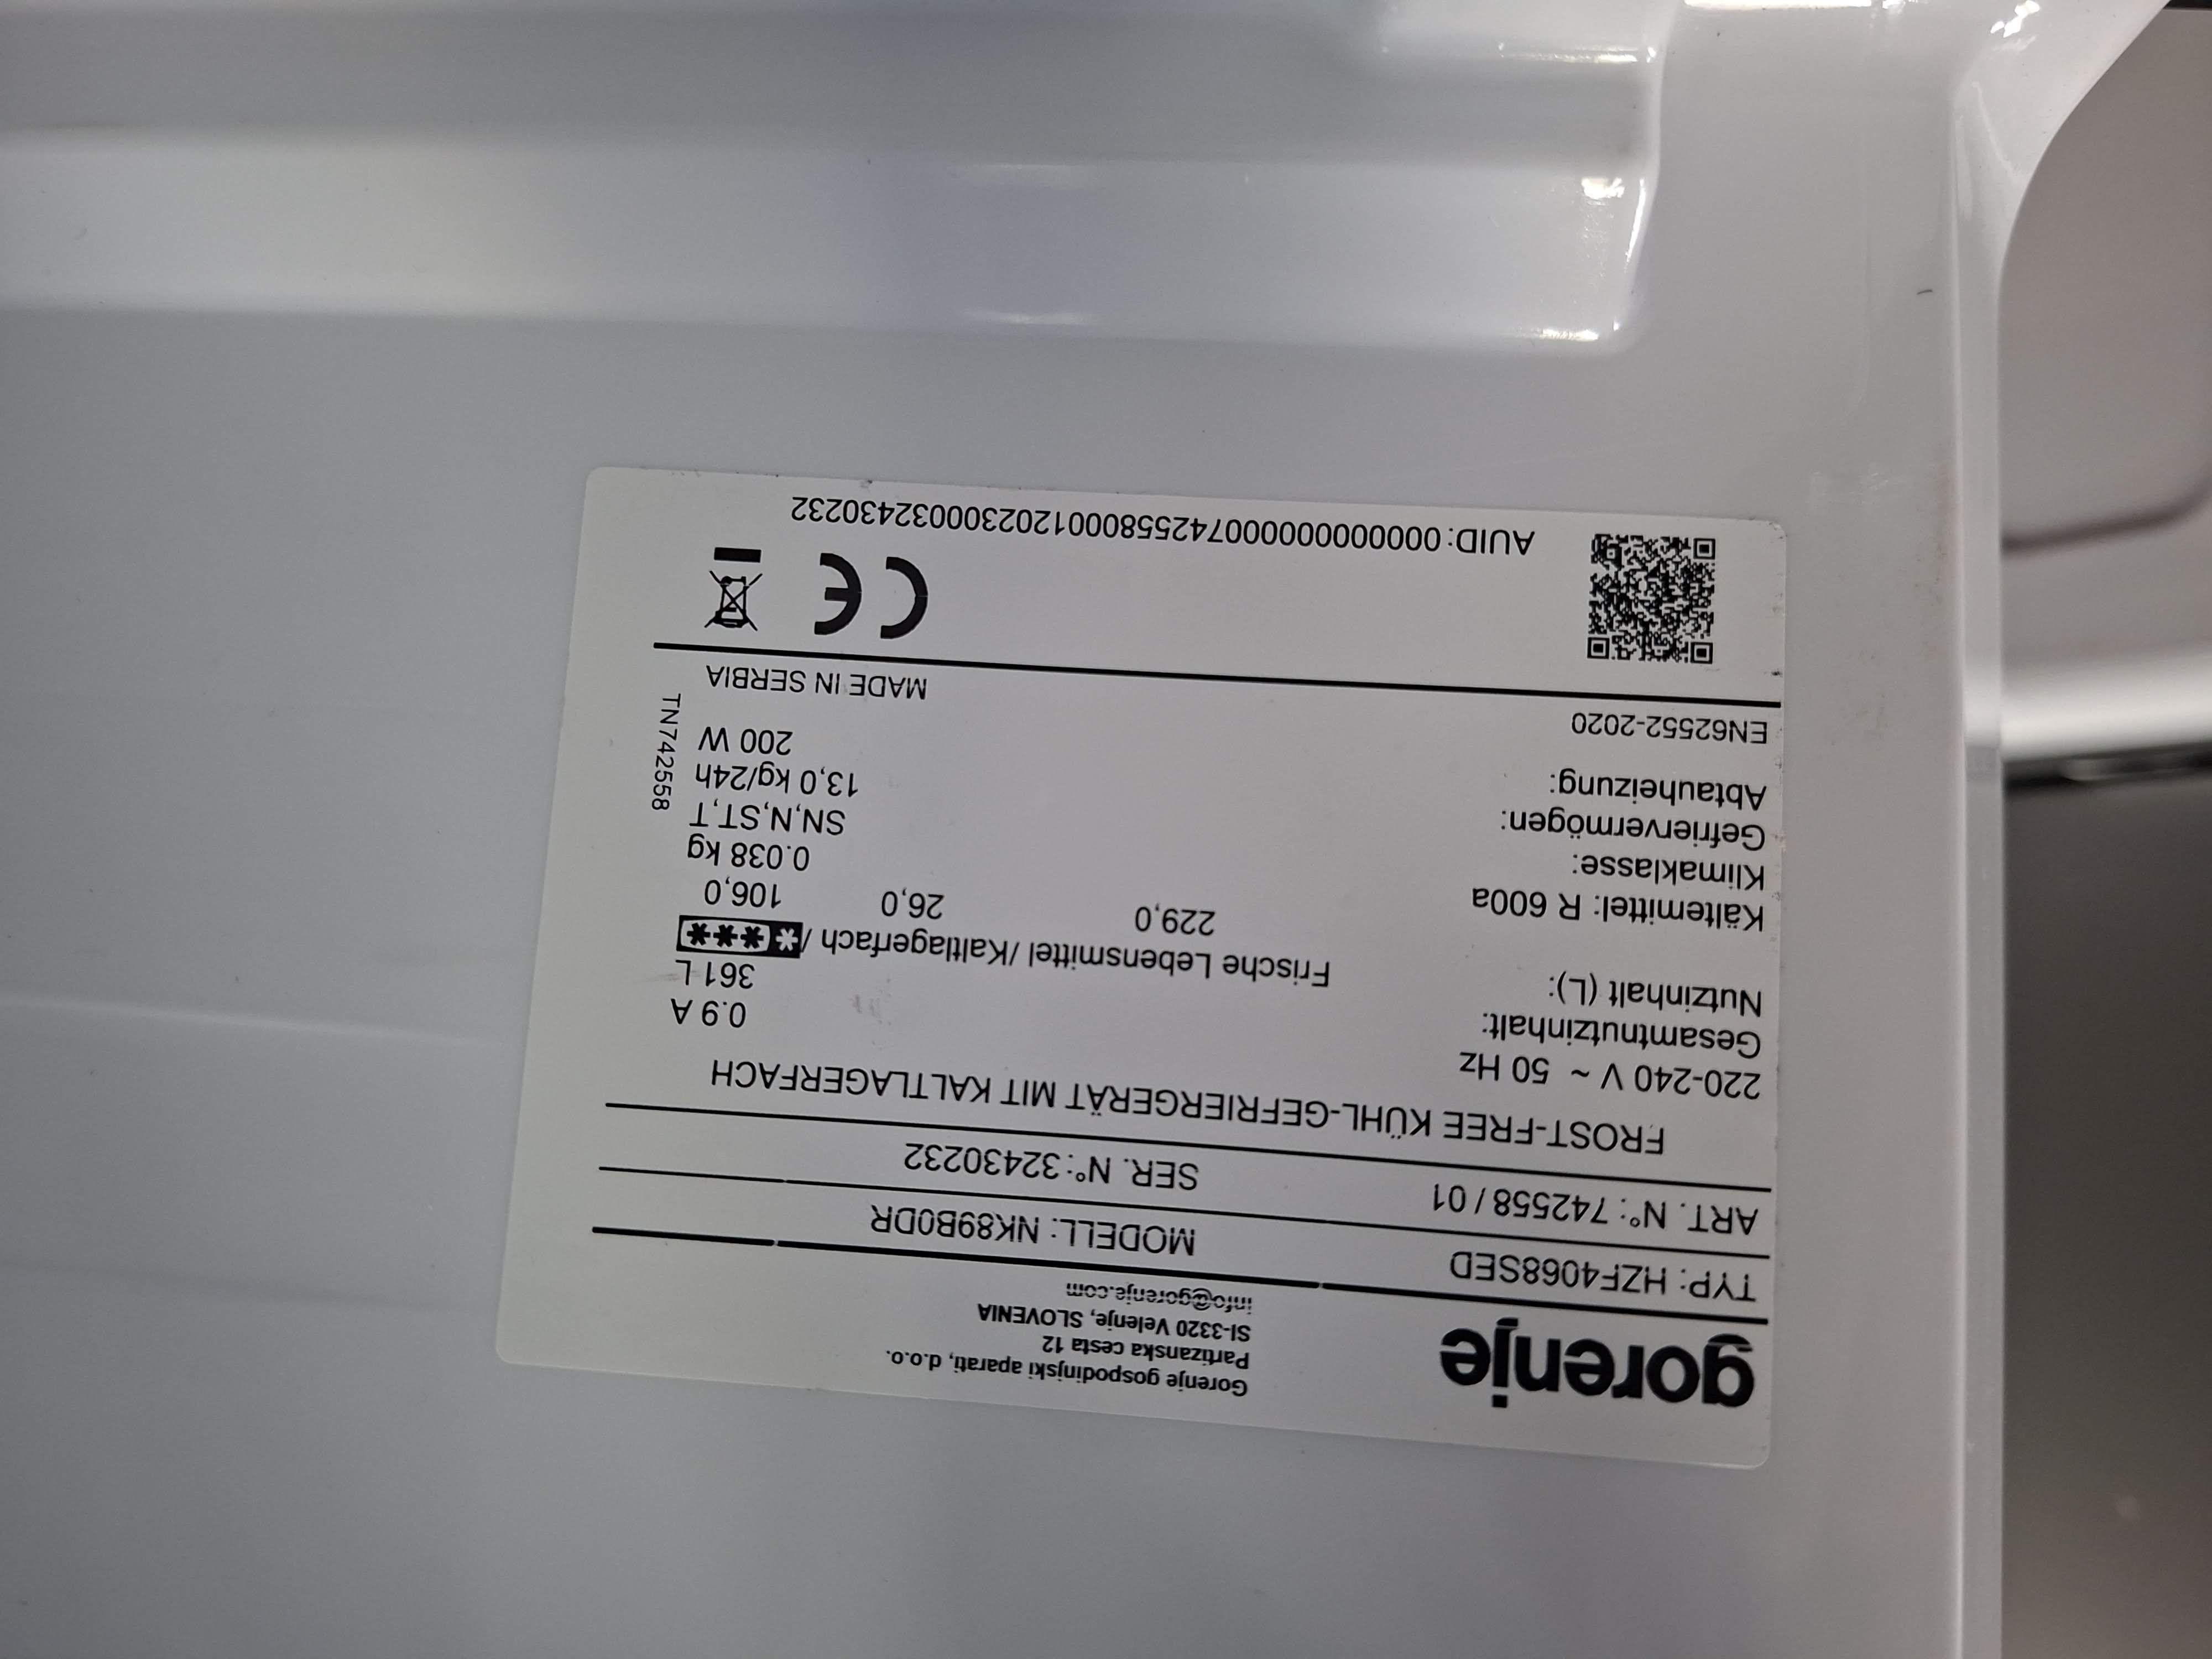 gorenje
Gorenje gospodinjski aparati, d.o.o.
Partizanska cesta 12
SI-3320 Velenje, SLOVENIA
info@gorenje.com
TYP: HZF4068SED MODELL: NK89B0DR
ART. N°: 742558 / 01 SER. N°: 32430232
FROST-FREE KÜHL-GEFRIERGERÄT MIT KALTLAGERFACH
220-240 V ~ 50 Hz 0.9 A
Gesamtnutzinhalt: 361 L
Nutzinhalt (L): Frische Lebensmittel / Kaltlagerfach / ****
229,0 26,0 106,0
Kältemittel: R 600a 0.038 kg
Klimaklasse: SN,N,ST,T
Gefriervermögen: 13,0 kg/24h
Abtauheizung: 200 W
TN742558
EN62552-2020 MADE IN SERBIA
CE
AUID: 0000000000007425580001202300032430232